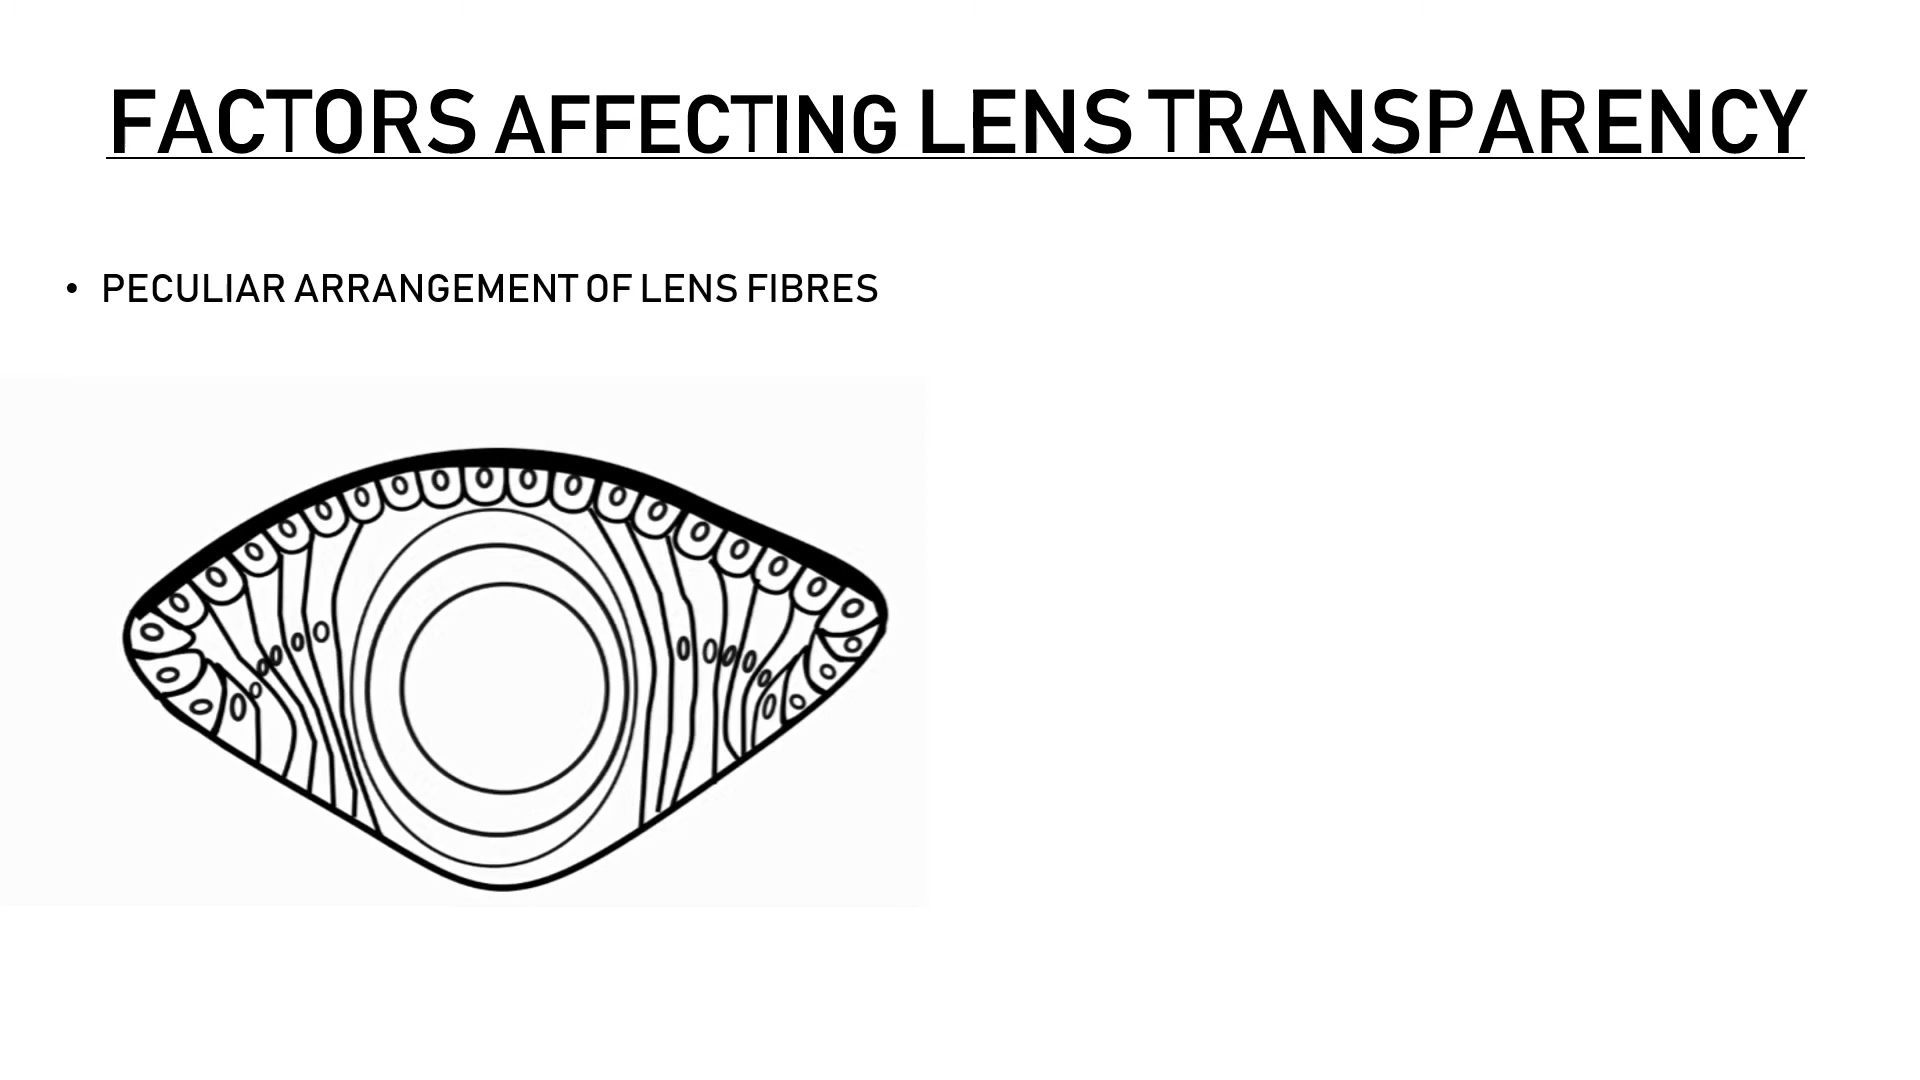 FACTORS AFFECTING LENS TRANSPARENCY
• PECULIAR ARRANGEMENT OF LENS FIBRES